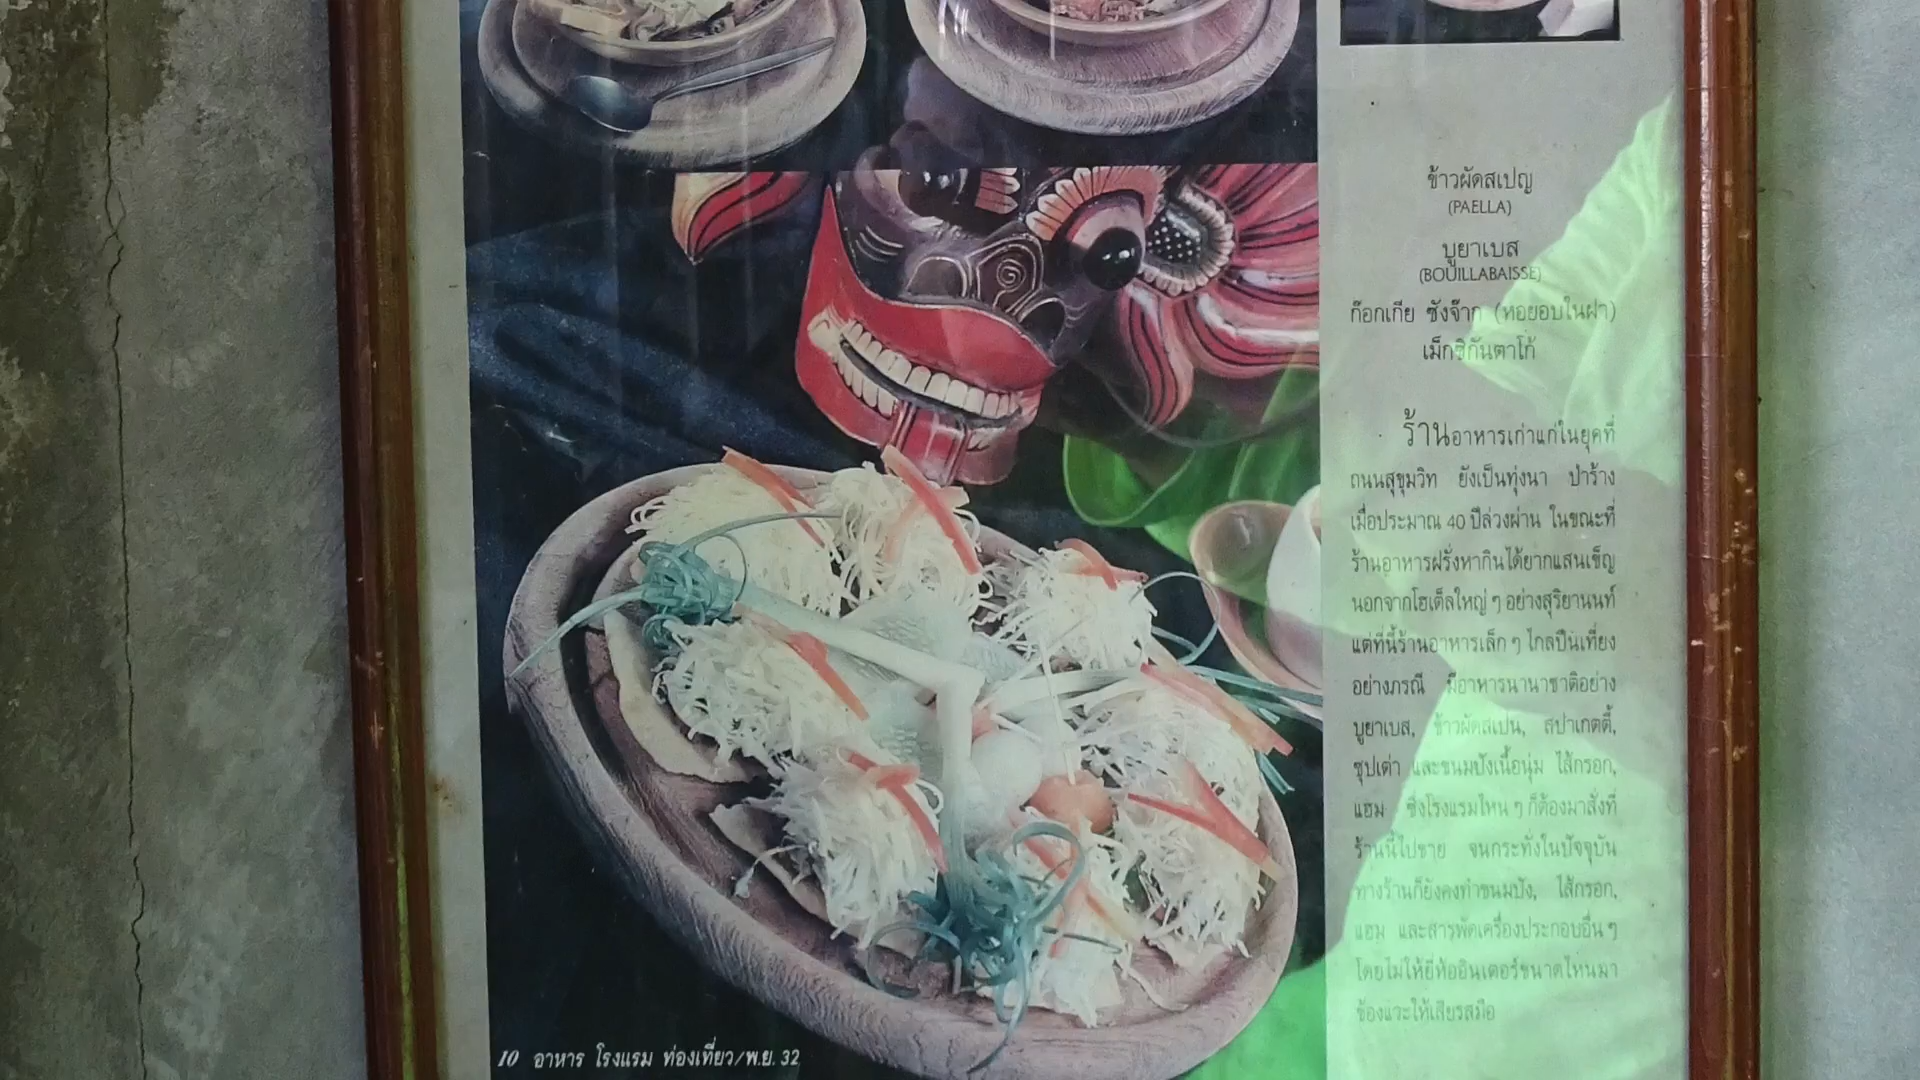 ข้าวผัดสเปญ
(PAELLA)
บูยาเบส
(BOUILLABAISSE)
ก๊อกเกีย ซังจ๊าก (หอยอบในฝา)
เม็กซิกันตาโก้
ร้านอาหารเก่าแก่ในยุคที่
ถนนสุขุมวิท ยังเป็นทุ่งนา ป่าร้าง
เมื่อประมาณ 40 ปีล่วงผ่าน ในขณะที่
ร้านอาหารฝรั่งหากินได้ยากแสนเข็ญ
นอกจากโฮเต็ลใหญ่ ๆ อย่างสุริยานนท์
แต่ที่นี้ร้านอาหารเล็ก ๆ ไกลปืนเที่ยง
อย่างภรณี มีอาหารนานาชาติอย่าง
บูยาเบส, ข้าวผัดสเปน, สปาเกตตี้,
ซุปเต่า และขนมปังเนื้อนุ่ม ไส้กรอก,
แฮม ซึ่งโรงแรมไหน ๆ ก็ต้องมาสั่งที่
ร้านนี้ไปขาย จนกระทั่งในปัจจุบัน
ทางร้านก็ยังคงทำขนมปัง, ไส้กรอก,
แฮม และสารพัดเครื่องประกอบอื่น ๆ
โดยไม่ให้ยี่ห้ออินเตอร์ขนาดไหนมา
ข้องแวะให้เสียรสมือ
10 อาหาร โรงแรม ท่องเที่ยว/พ.ย. 32